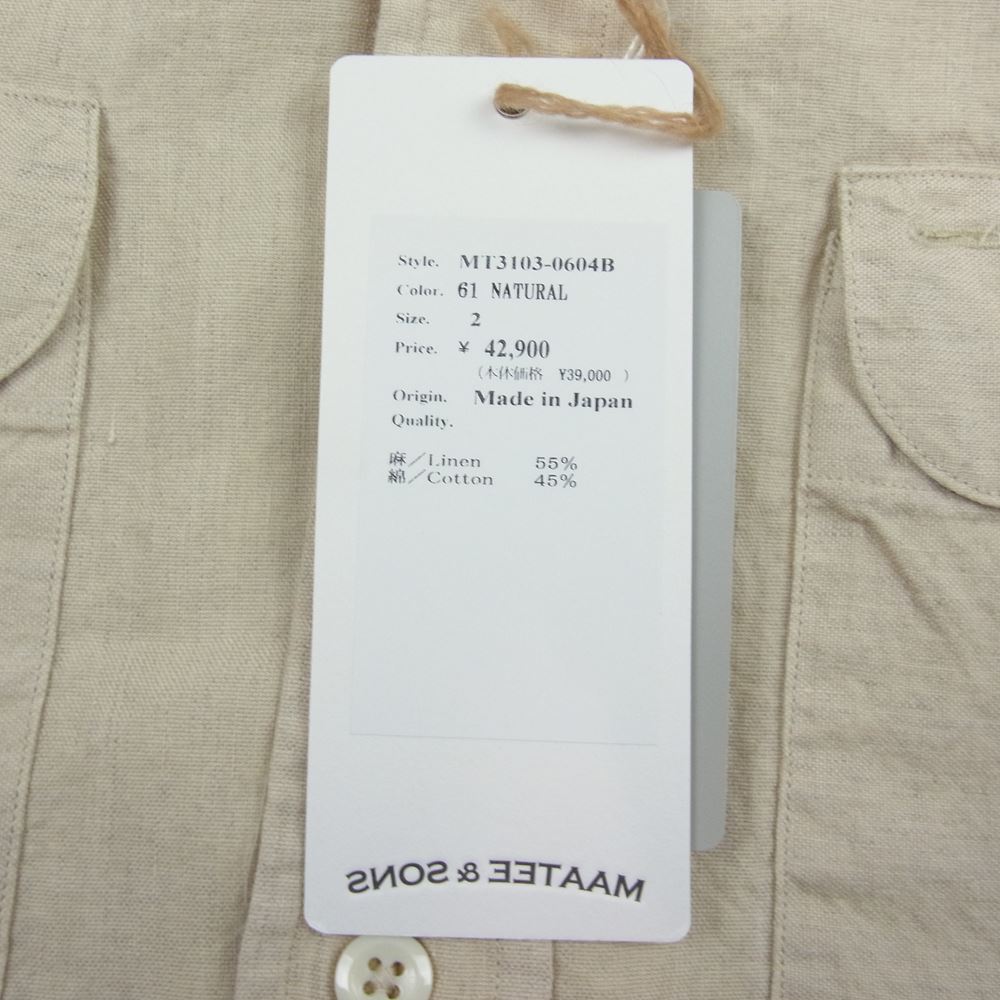 Style. MT3103-0604B
Color. 61 NATURAL
Size. 2
Price. ¥ 42,900
(本体価格 ¥39,000 )
Origin. Made in Japan
Quality.
麻/Linen 55%
綿/Cotton 45%
MAATEE & SONS